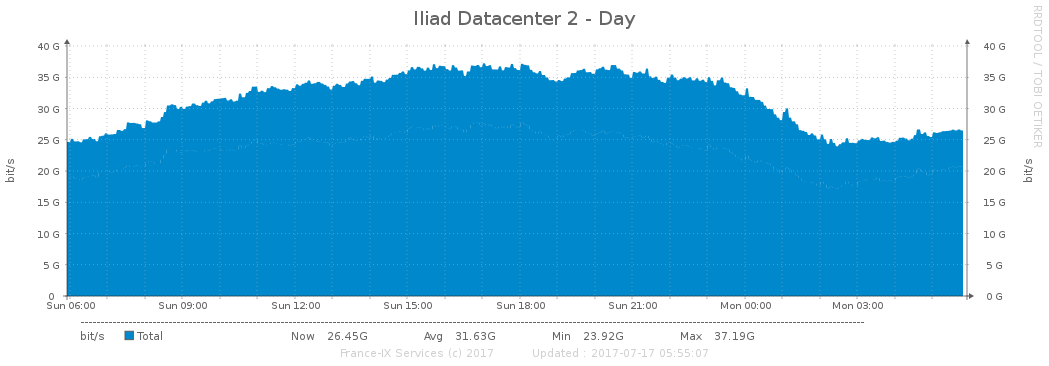 Iliad Datacenter 2 - Day
RRDTOOL / TOBI OETIKER
40 G 40 G
35 G 35 G
30 G 30 G
25 G 25 G
20 G 20 G
15 G 15 G
10 G 10 G
5 G 5 G
0 0 G
bit/s
bit/s
Sun 06:00 Sun 09:00 Sun 12:00 Sun 15:00 Sun 18:00 Sun 21:00 Mon 00:00 Mon 03:00
bit/s Total Now 26.45G Avg 31.63G Min 23.92G Max 37.19G
France-IX Services (c) 2017 Updated : 2017-07-17 05:55:07